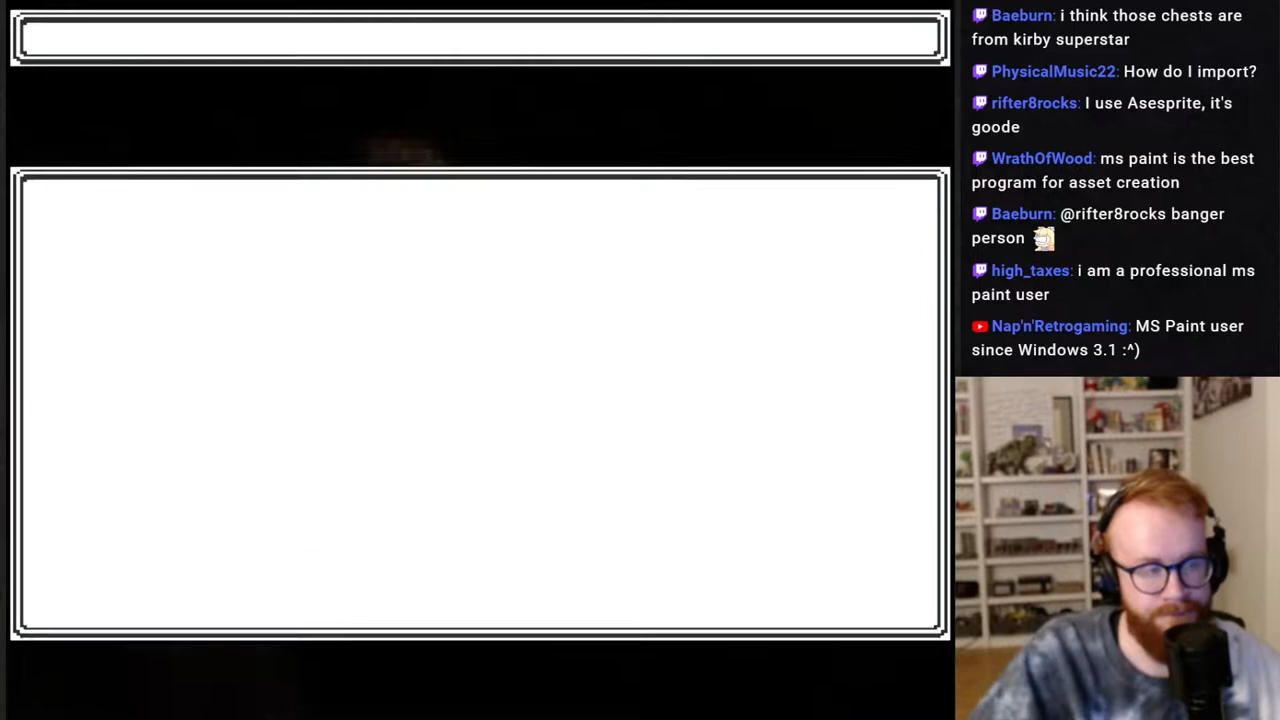 Baeburn: i think those chests are
from kirby superstar
PhysicalMusic22: How do I import?
rifter8rocks: I use Asesprite, it's
goode
WrathOfWood: ms paint is the best
program for asset creation
Baeburn: @rifter8rocks banger
person
high_taxes: i am a professional ms
paint user
Nap'n'Retrogaming: MS Paint user
since Windows 3.1 :^)